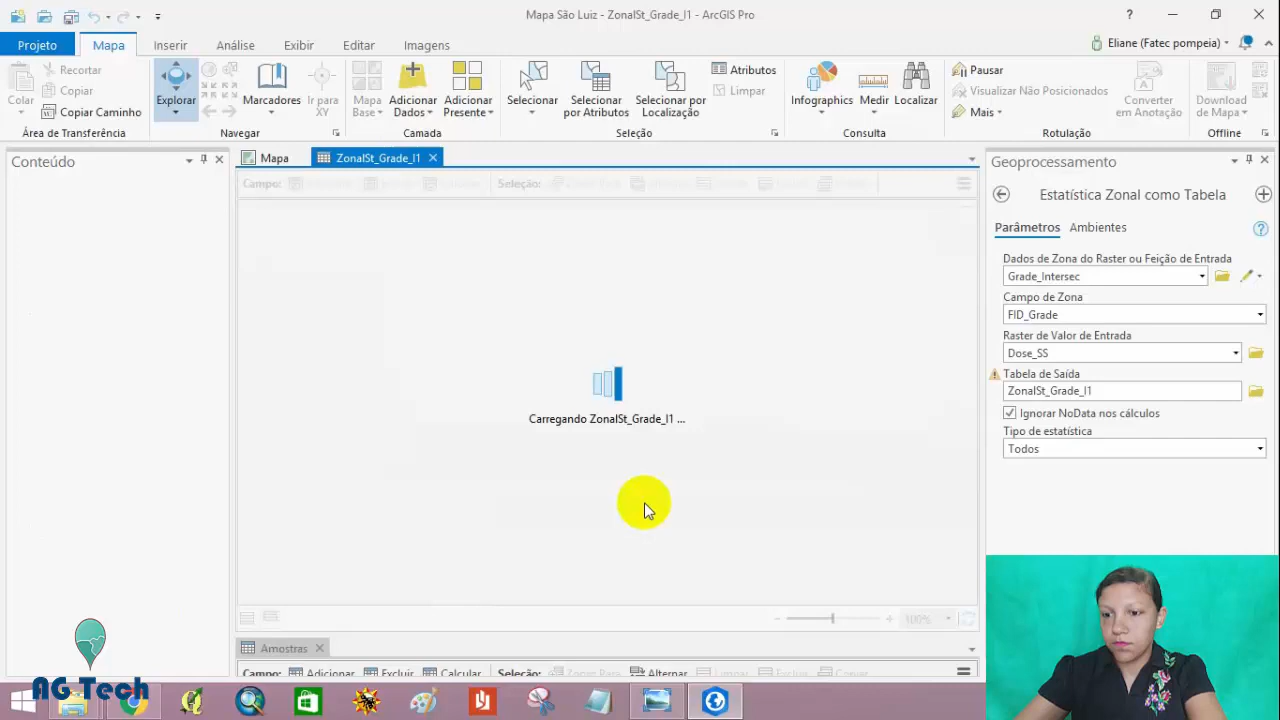 Mapa São Luiz - ZonalSt_Grade_I1 - ArcGIS Pro
?
Projeto Mapa Inserir Análise Exibir Editar Imagens
Eliane (Fatec pompeia)
Colar
Recortar
Copiar
Copiar Caminho
Área de Transferência
Explorar
Marcadores
Ir para XY
Navegar
Mapa Base
Adicionar Dados
Adicionar Presente
Camada
Selecionar
Selecionar por Atributos
Selecionar por Localização
Atributos
Limpar
Seleção
Infographics
Medir
Localizar
Consulta
Pausar
Visualizar Não Posicionados
Mais
Rotulação
Converter em Anotação
Download de Mapa
Offline
Conteúdo
Mapa
ZonalSt_Grade_I1
Campo:
Seleção:
Carregando ZonalSt_Grade_I1 ...
100%
Amostras
Campo: Adicionar Excluir Calcular Seleção: Zonas Para Alternar Limpar Excluir Copiar
Geoprocessamento
Estatística Zonal como Tabela
Parâmetros Ambientes
Dados de Zona do Raster ou Feição de Entrada
Grade_Intersec
Campo de Zona
FID_Grade
Raster de Valor de Entrada
Dose_SS
Tabela de Saída
ZonalSt_Grade_I1
Ignorar NoData nos cálculos
Tipo de estatística
Todos
AG Tech